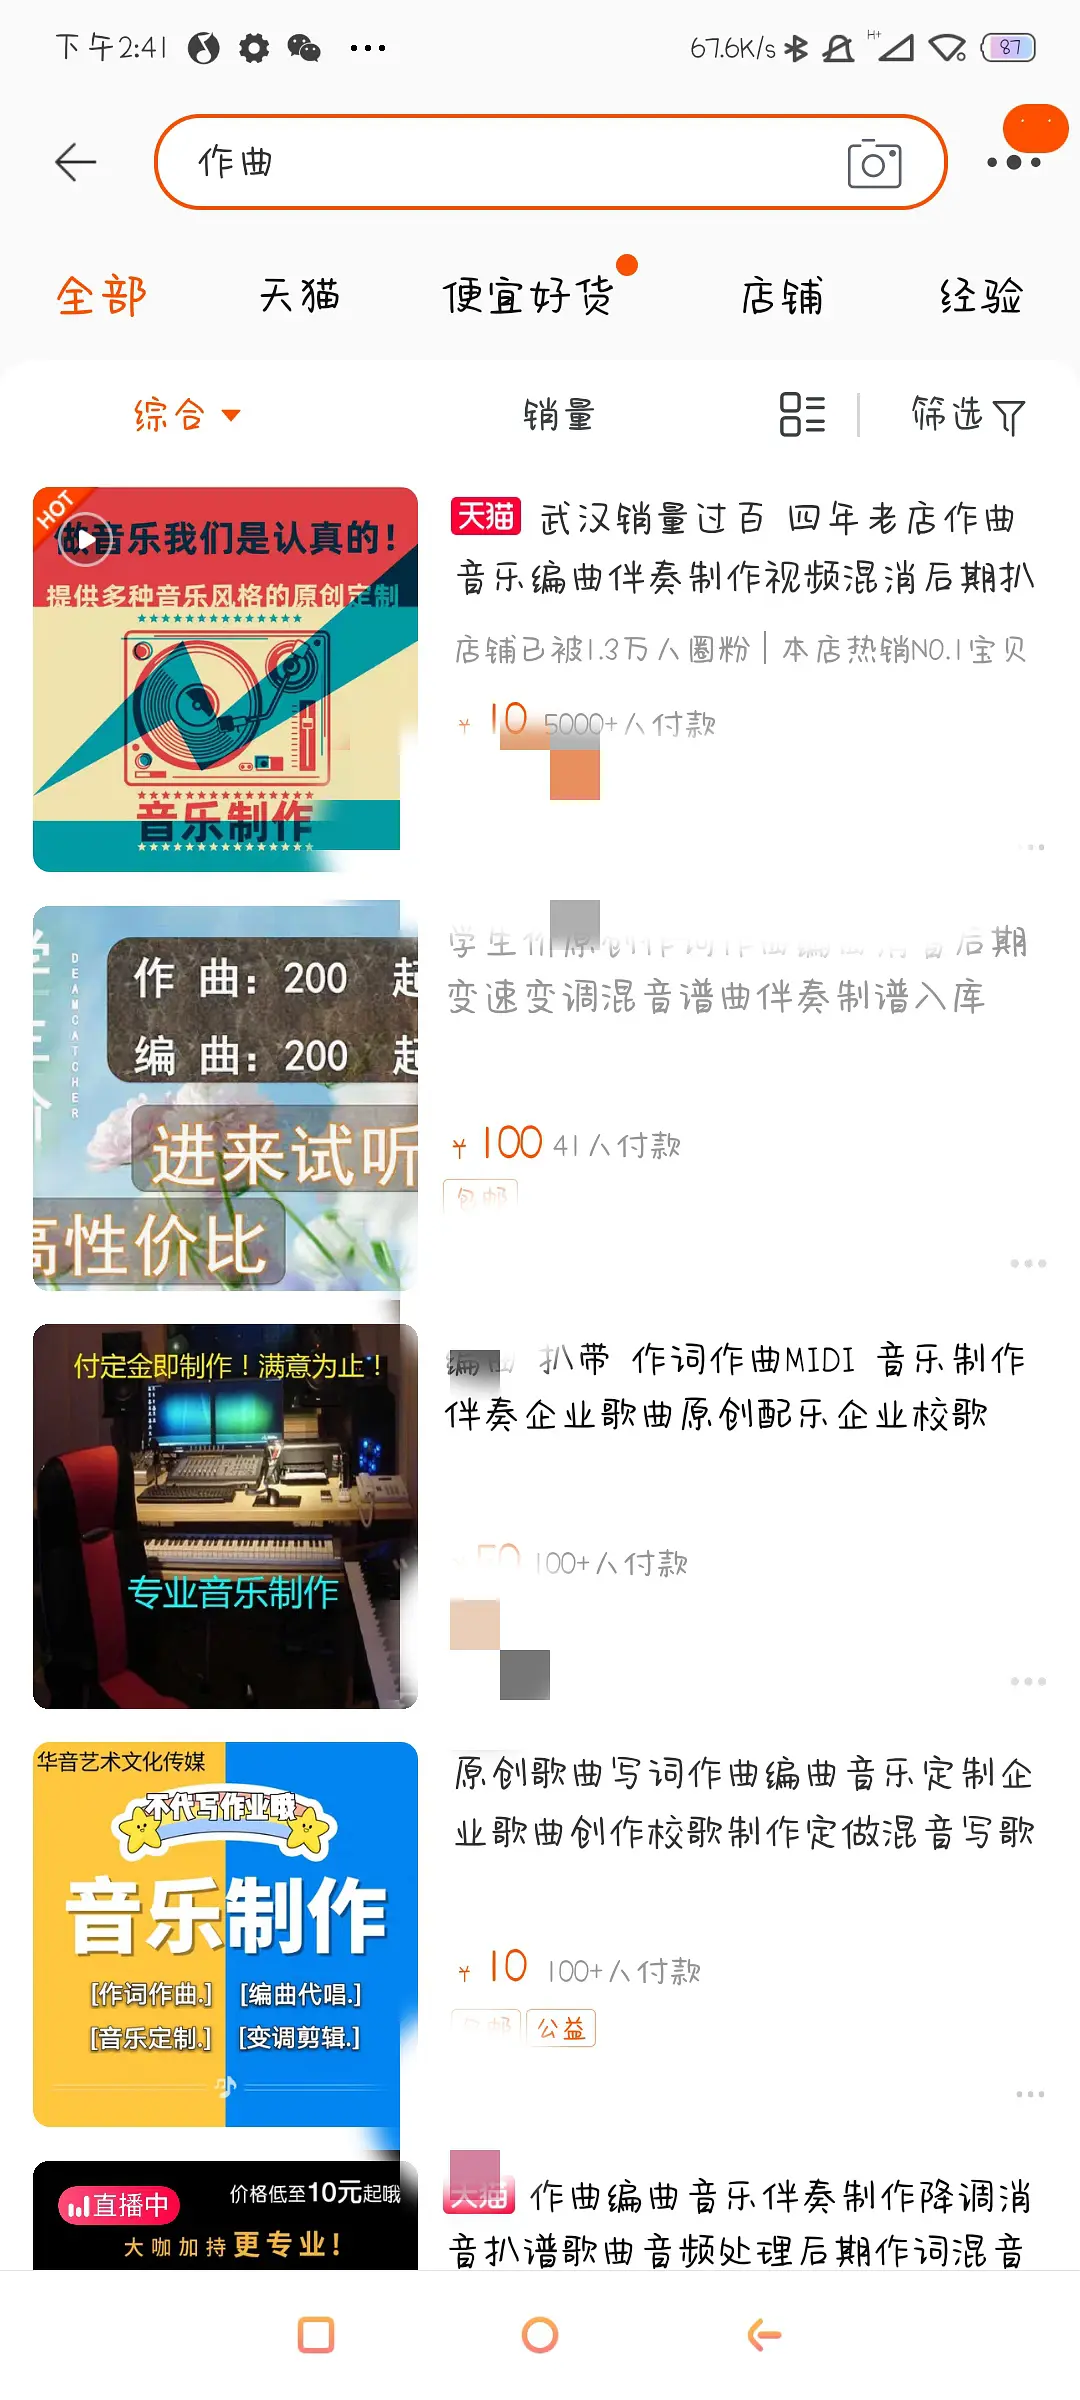 下午2:41
67.6K/s
H+
87
作曲
全部 天猫 便宜好货 店铺 经验
综合 销量 筛选
HOT
做音乐我们是认真的!
提供多种音乐风格的原创定制
音乐制作
天猫 武汉销量过百 四年老店作曲
音乐编曲伴奏制作视频混消后期扒
店铺已被1.3万人圈粉 | 本店热销NO.1宝贝
¥ 10 5000+人付款
DEAMCATCHER
作 曲: 200 起
编 曲: 200 起
进来试听
高性价比
学生价原创作词作曲编曲消音后期
变速变调混音谱曲伴奏制谱入库
¥ 100 41人付款
包邮
付定金即制作！满意为止！
专业音乐制作
编曲 扒带 作词作曲MIDI 音乐制作
伴奏企业歌曲原创配乐企业校歌
¥ 50 100+人付款
华音艺术文化传媒
不代写作业哦
音乐制作
[作词作曲.] [编曲代唱.]
[音乐定制.] [变调剪辑.]
原创歌曲写词作曲编曲音乐定制企
业歌曲创作校歌制作定做混音写歌
¥ 10 100+人付款
包邮 公益
直播中
价格低至10元起哦
大咖加持更专业!
天猫 作曲编曲音乐伴奏制作降调消
音扒谱歌曲音频处理后期作词混音